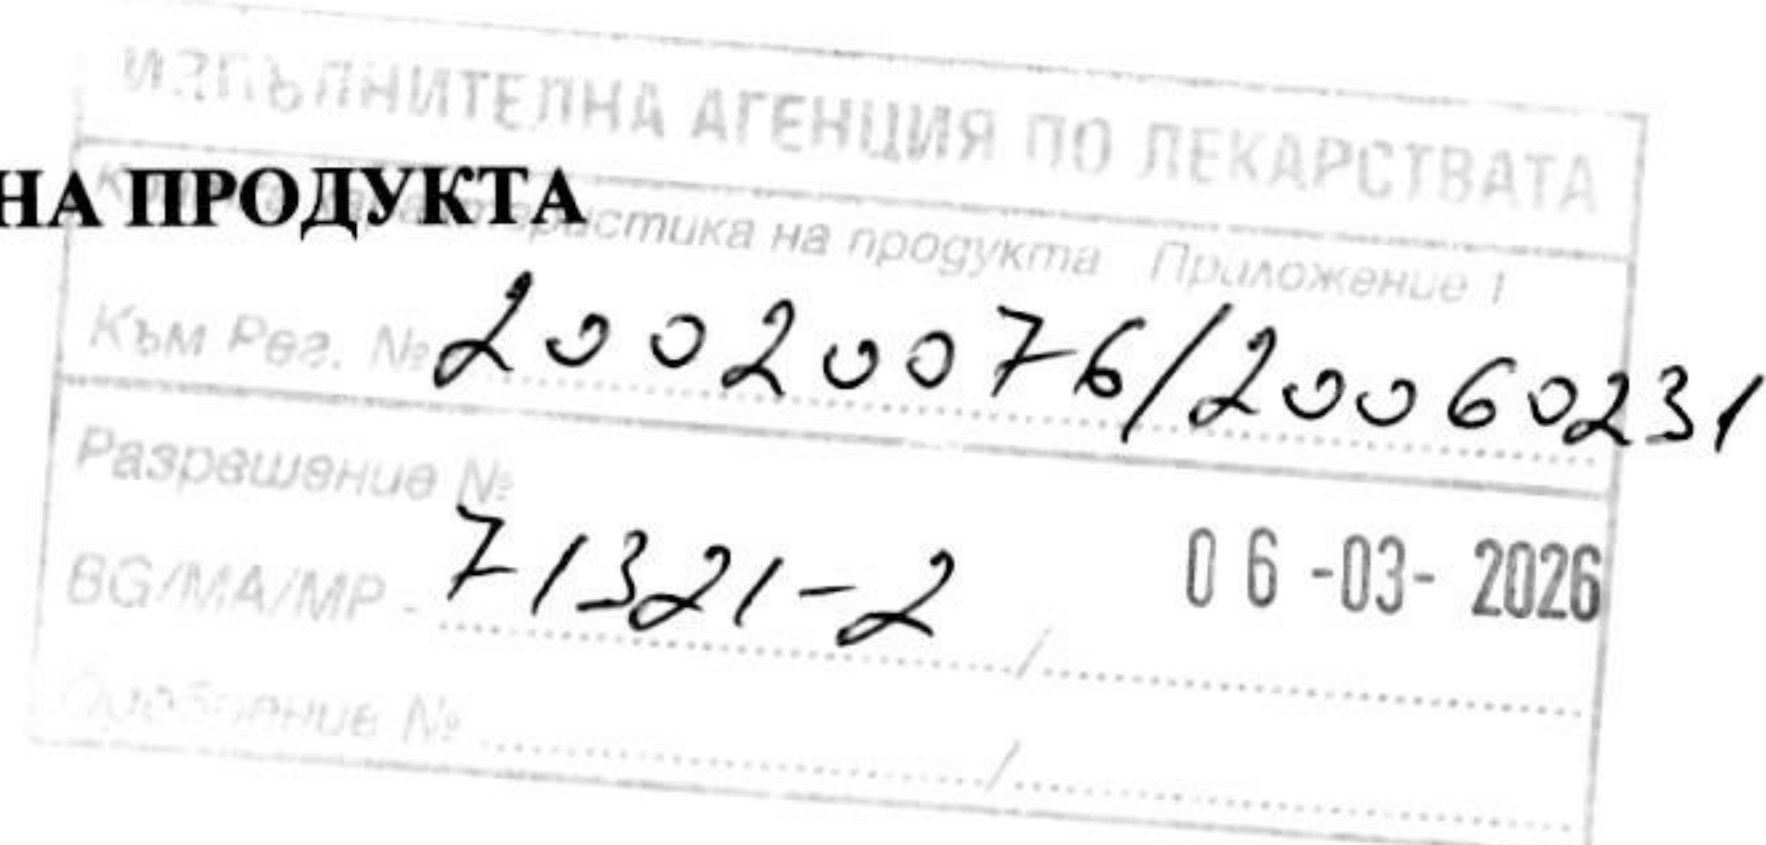 ИЗПЪЛНИТЕЛНА АГЕНЦИЯ ПО ЛЕКАРСТВАТА
НА ПРОДУКТА
характеристика на продукта Приложение 1
Към Рег. № 20020076/20060231
Разрешение №
BG/MA/MP - 71321-2 / 06-03-2026
Одобрение № /